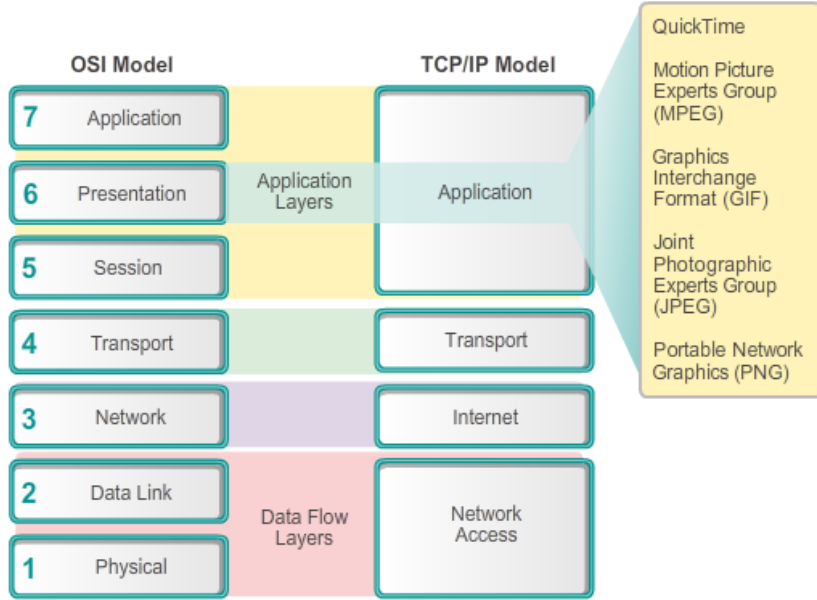 OSI Model
TCP/IP Model
7 Application
6 Presentation
5 Session
4 Transport
3 Network
2 Data Link
1 Physical
Application
Layers
Data Flow
Layers
Application
Transport
Internet
Network
Access
QuickTime
Motion Picture
Experts Group
(MPEG)
Graphics
Interchange
Format (GIF)
Joint
Photographic
Experts Group
(JPEG)
Portable Network
Graphics (PNG)